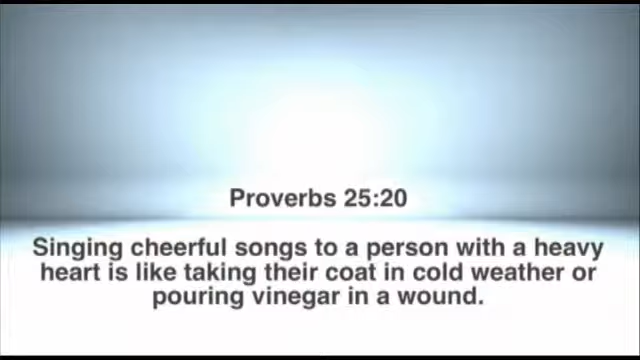 Proverbs 25:20
Singing cheerful songs to a person with a heavy
heart is like taking their coat in cold weather or
pouring vinegar in a wound.